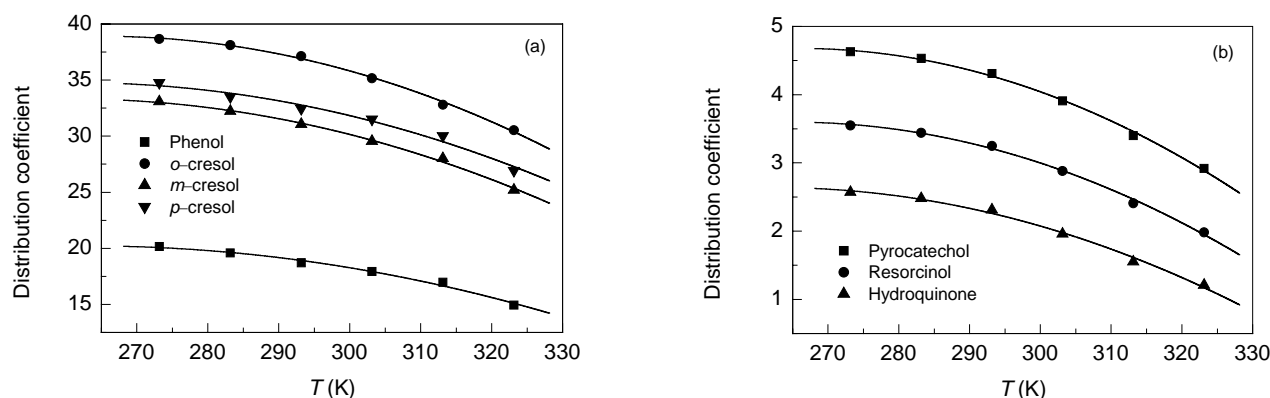 40
35
30
25
20
15
Distribution coefficient
(a)
Phenol
o–cresol
m–cresol
p–cresol
270 280 290 300 310 320 330
T (K)
5
4
3
2
1
Distribution coefficient
(b)
Pyrocatechol
Resorcinol
Hydroquinone
270 280 290 300 310 320 330
T (K)